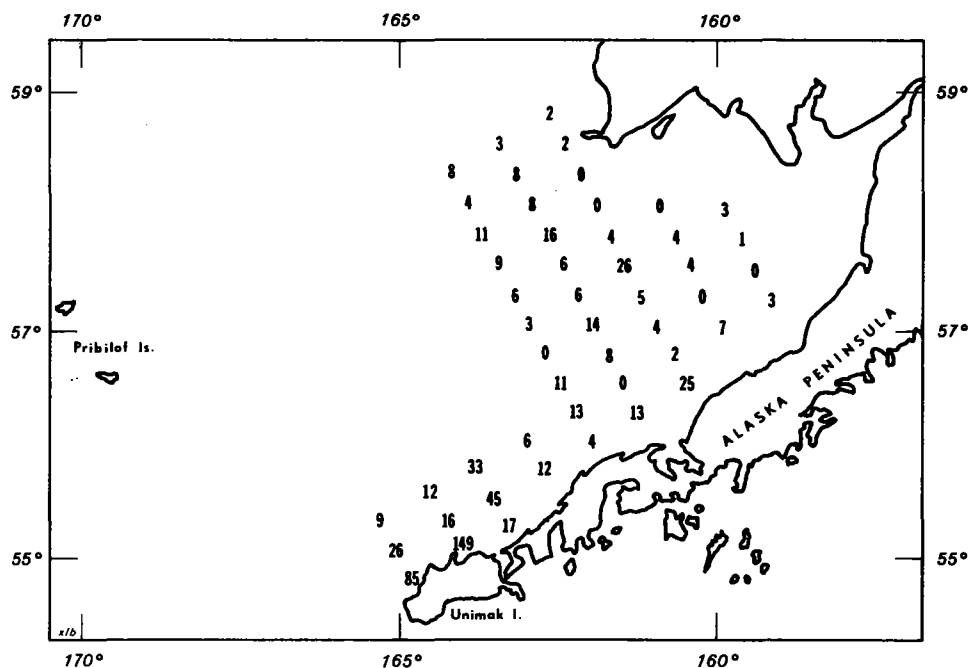 170° 165° 160°
59° 59°
2
3 2
8 8 0
4 8 0 0 3
11 16 4 4 1
9 6 26 4 0
6 6 5 0 3
3 14 4 7
57° 57°
Pribilof Is.
0 8 2
11 0 25
13 13
ALASKA PENINSULA
6 4
33 12
12 45
9 16 17
26 149
55° 55°
85
Unimak I.
x/b
170° 165° 160°